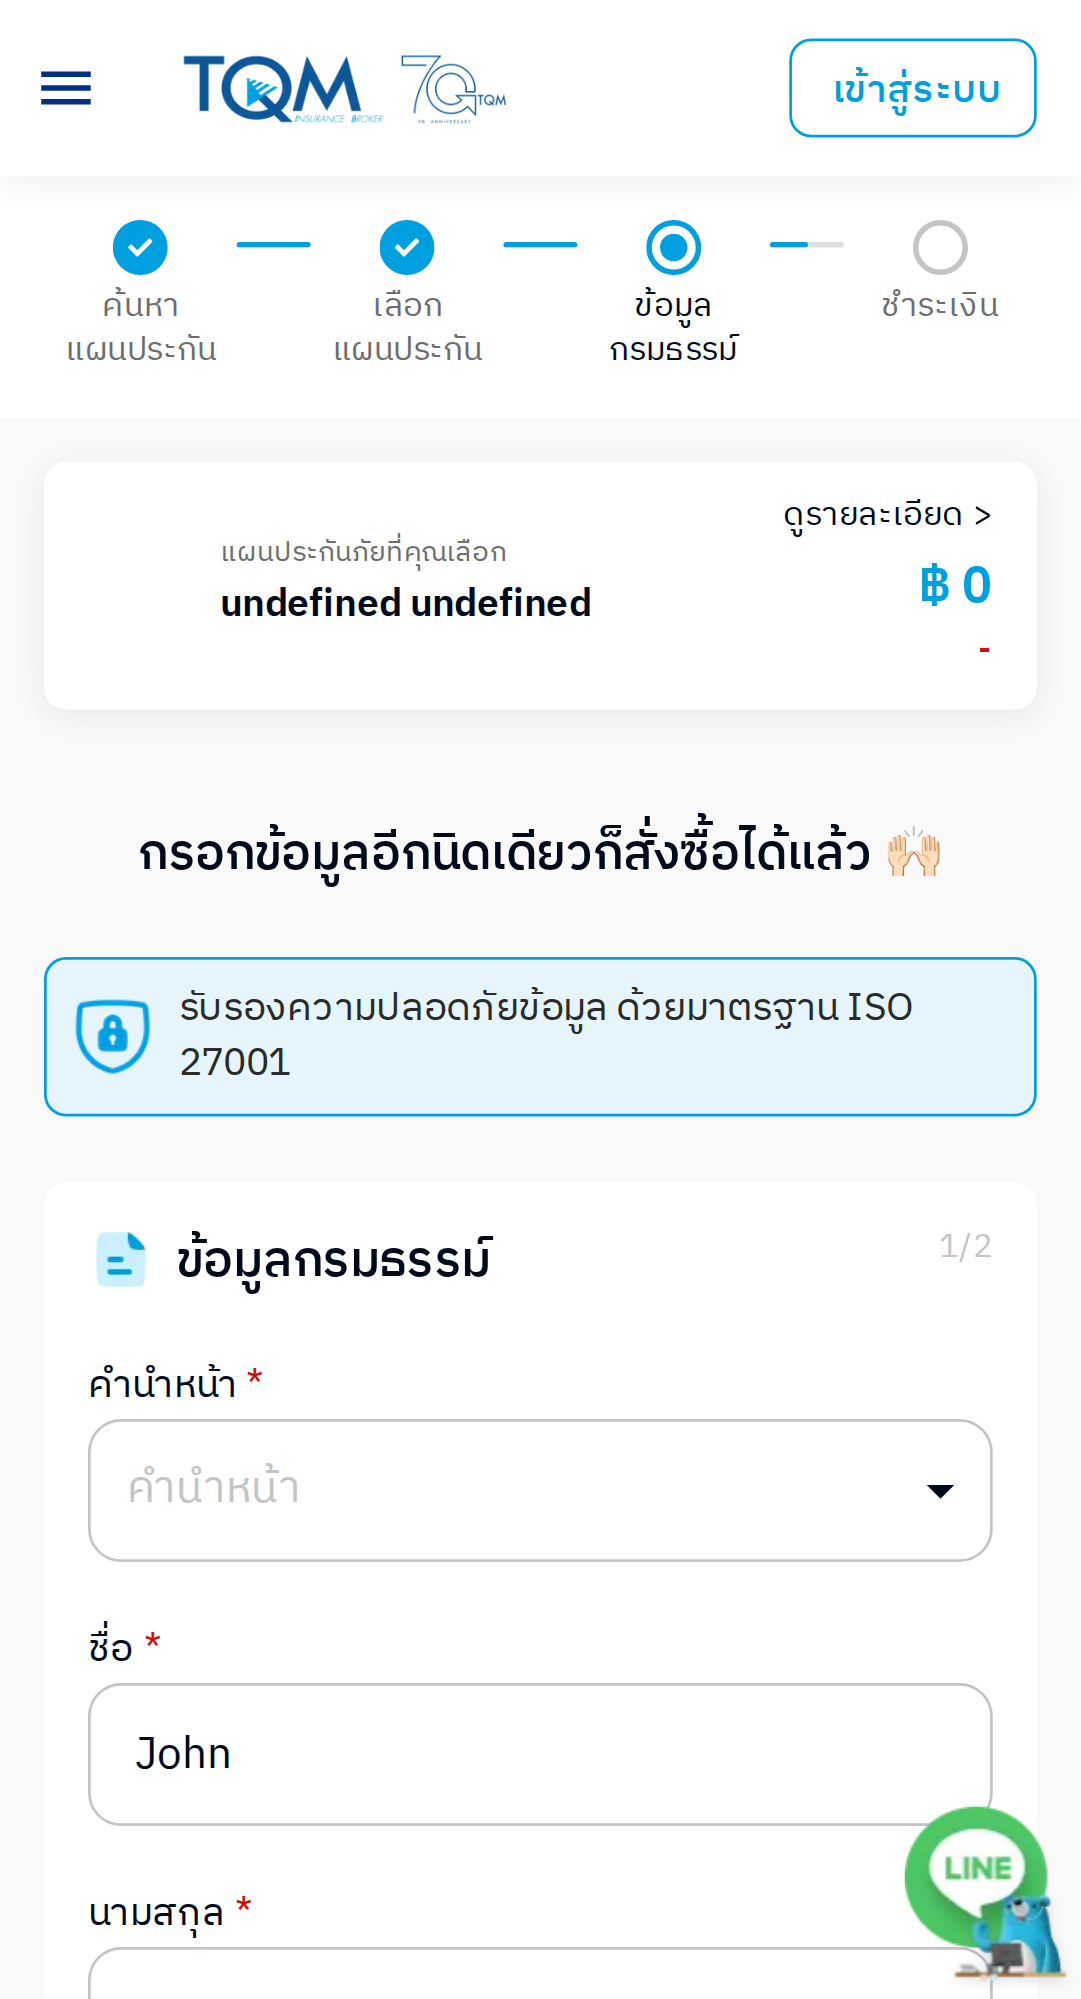 TQM
INSURANCE BROKER
70 TQM
TH ANNIVERSARY
เข้าสู่ระบบ
ค้นหา
แผนประกัน
เลือก
แผนประกัน
ข้อมูล
กรมธรรม์
ชำระเงิน
ดูรายละเอียด >
แผนประกันภัยที่คุณเลือก
undefined undefined
฿ 0
-
กรอกข้อมูลอีกนิดเดียวก็สั่งซื้อได้แล้ว 🙌🏻
รับรองความปลอดภัยข้อมูล ด้วยมาตรฐาน ISO
27001
ข้อมูลกรมธรรม์
1/2
คำนำหน้า *
คำนำหน้า
ชื่อ *
John
LINE
นามสกุล *